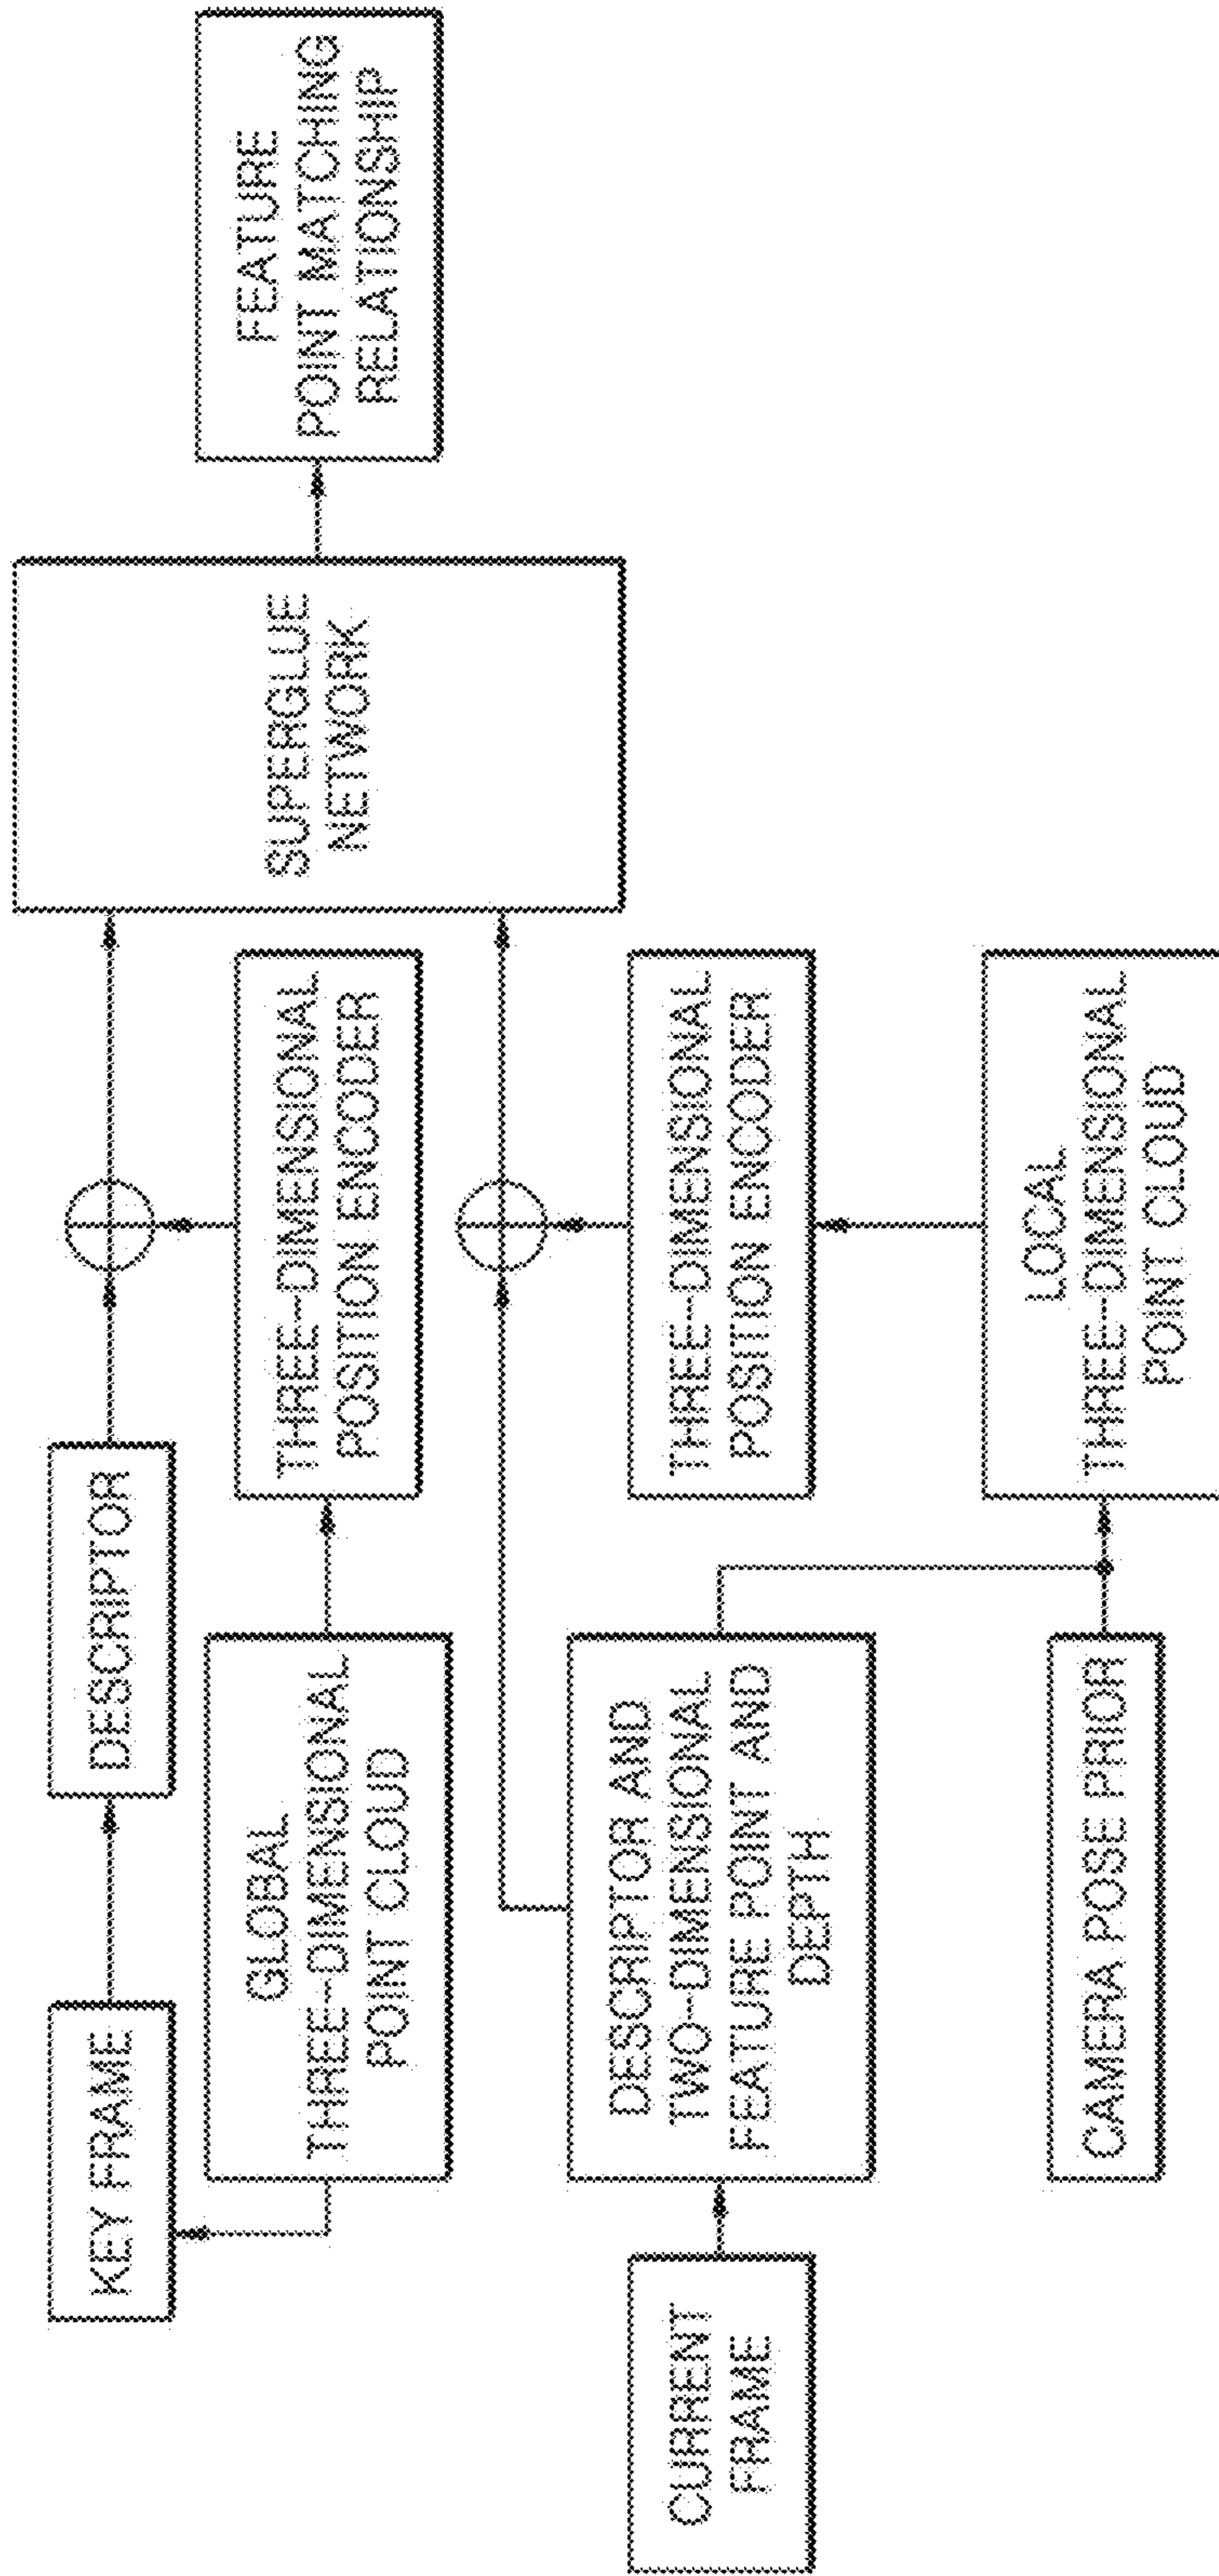 KEY FRAME
DESCRIPTOR
GLOBAL
THREE-DIMENSIONAL
POINT CLOUD
THREE-DIMENSIONAL
POSITION ENCODER
SUPERGLUE
NETWORK
FEATURE
POINT MATCHING
RELATIONSHIP
CURRENT
FRAME
DESCRIPTOR AND
TWO-DIMENSIONAL
FEATURE POINT AND
DEPTH
THREE-DIMENSIONAL
POSITION ENCODER
CAMERA POSE PRIOR
LOCAL
THREE-DIMENSIONAL
POINT CLOUD